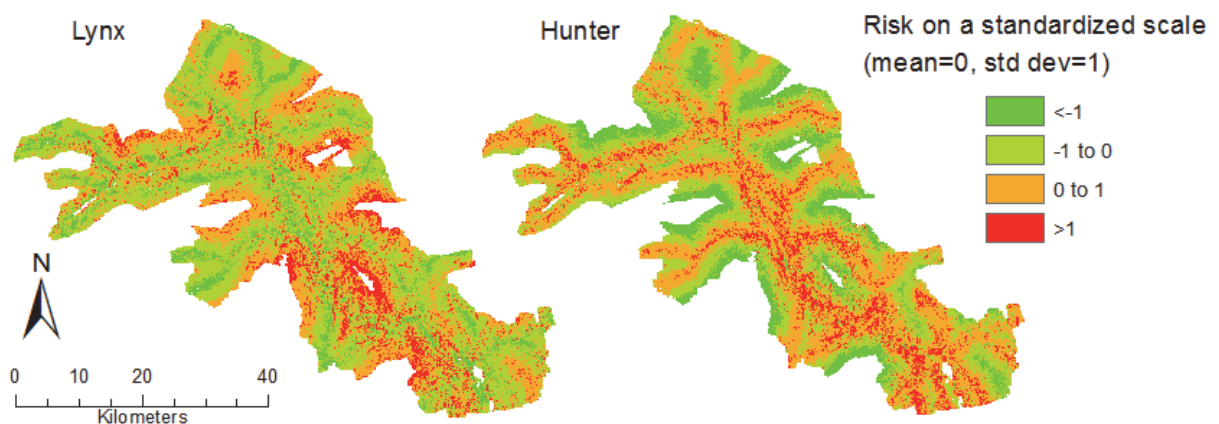 Lynx
Hunter
Risk on a standardized scale
(mean=0, std dev=1)
<-1
-1 to 0
0 to 1
>1
N
0 10 20 40
Kilometers